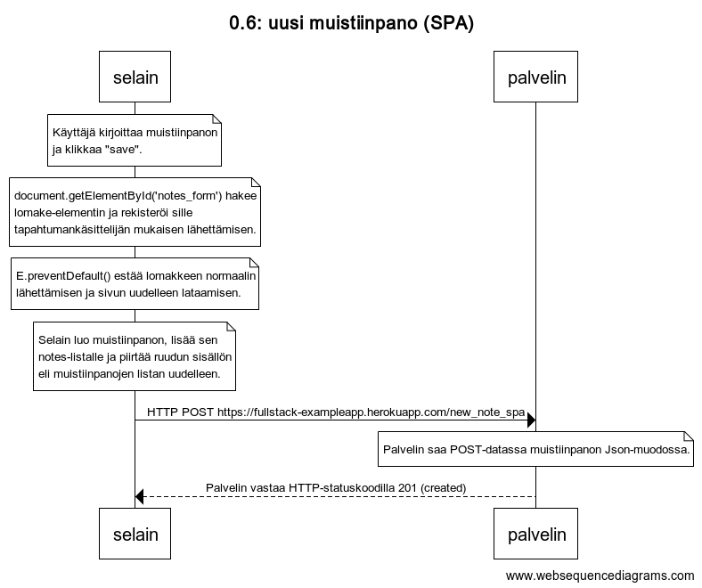 0.6: uusi muistiinpano (SPA)
selain
palvelin
Käyttäjä kirjoittaa muistiinpanon
ja klikkaa "save".
document.getElementById('notes_form') hakee
lomake-elementin ja rekisteröi sille
tapahtumankäsittelijän mukaisen lähettämisen.
E.preventDefault() estää lomakkeen normaalin
lähettämisen ja sivun uudelleen lataamisen.
Selain luo muistiinpanon, lisää sen
notes-listalle ja piirtää ruudun sisällön
eli muistiinpanojen listan uudelleen.
HTTP POST https://fullstack-exampleapp.herokuapp.com/new_note_spa
Palvelin saa POST-datassa muistiinpanon Json-muodossa.
Palvelin vastaa HTTP-statuskoodilla 201 (created)
selain
palvelin
www.websequencediagrams.com